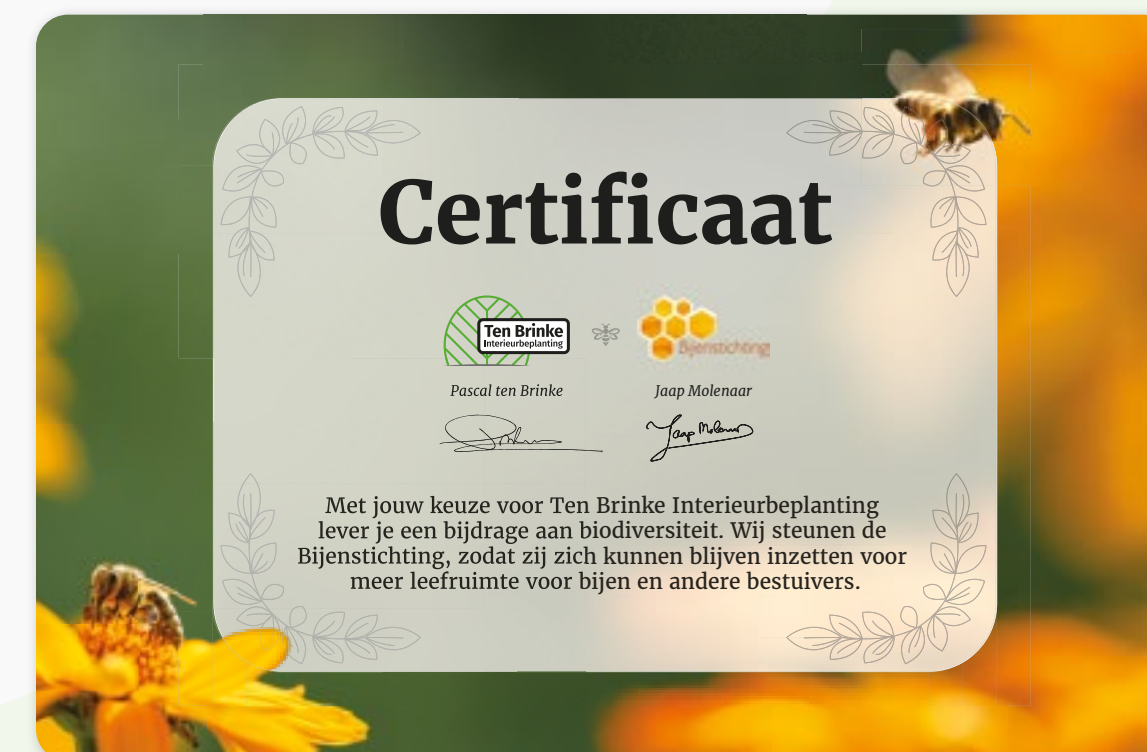 Certificaat
Ten Brinke
Interieurbeplanting
Bijenstichting
Pascal ten Brinke
Jaap Molenaar
Jaap Molenaar
Met jouw keuze voor Ten Brinke Interieurbeplanting
lever je een bijdrage aan biodiversiteit. Wij steunen de
Bijenstichting, zodat zij zich kunnen blijven inzetten voor
meer leefruimte voor bijen en andere bestuivers.